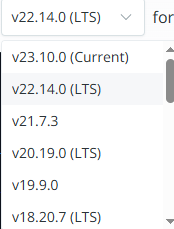 v22.14.0 (LTS) for
v23.10.0 (Current)
v22.14.0 (LTS)
v21.7.3
v20.19.0 (LTS)
v19.9.0
v18.20.7 (LTS)